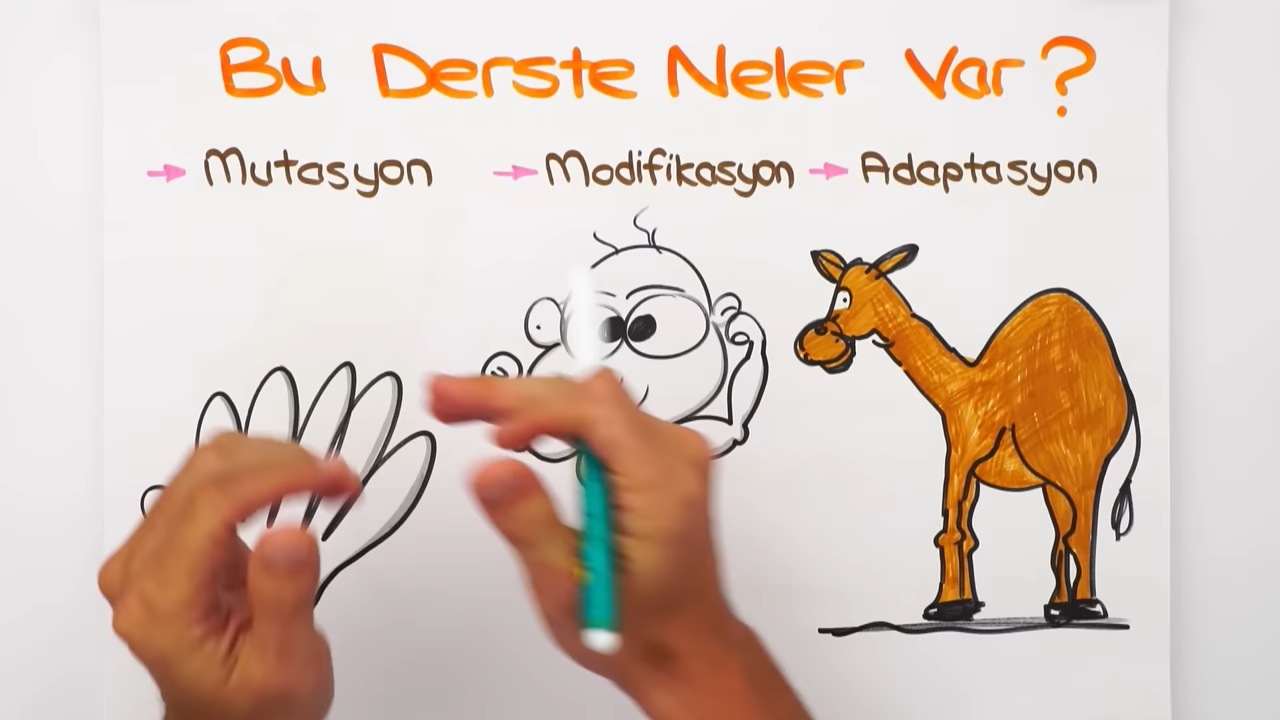 Bu Derste Neler Var?
→ Mutasyon → Modifikasyon → Adaptasyon